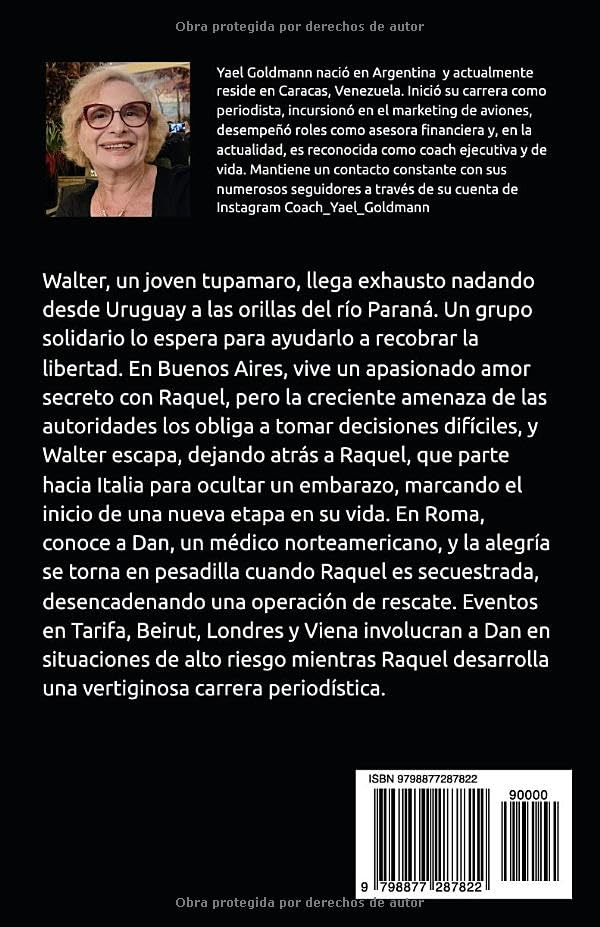 Obra protegida por derechos de autor
Yael Goldmann nació en Argentina y actualmente
reside en Caracas, Venezuela. Inició su carrera como
periodista, incursionó en el marketing de aviones,
desempeñó roles como asesora financiera y, en la
actualidad, es reconocida como coach ejecutiva y de
vida. Mantiene un contacto constante con sus
numerosos seguidores a través de su cuenta de
Instagram Coach_Yael_Goldmann
Walter, un joven tupamaro, llega exhausto nadando
desde Uruguay a las orillas del río Paraná. Un grupo
solidario lo espera para ayudarlo a recobrar la
libertad. En Buenos Aires, vive un apasionado amor
secreto con Raquel, pero la creciente amenaza de las
autoridades los obliga a tomar decisiones difíciles, y
Walter escapa, dejando atrás a Raquel, que parte
hacia Italia para ocultar un embarazo, marcando el
inicio de una nueva etapa en su vida. En Roma,
conoce a Dan, un médico norteamericano, y la alegría
se torna en pesadilla cuando Raquel es secuestrada,
desencadenando una operación de rescate. Eventos
en Tarifa, Beirut, Londres y Viena involucran a Dan en
situaciones de alto riesgo mientras Raquel desarrolla
una vertiginosa carrera periodística.
ISBN 9798877287822
90000
9 798877 287822
Obra protegida por derechos de autor